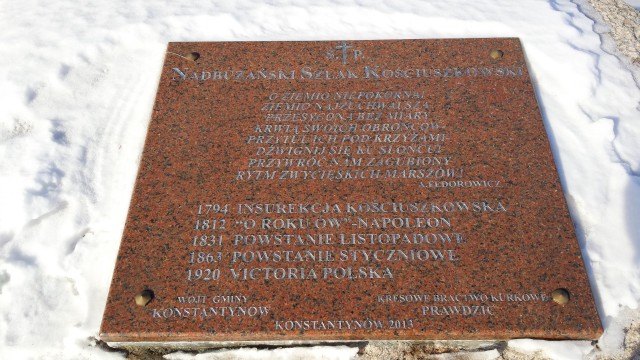 Ś † P.
NADBUŻAŃSKI SZLAK KOŚCIUSZKOWSKI
O ZIEMIO NIEPOKORNA!
ZIEMIO NAJZUCHWALSZA,
PRZESYCONA BEZ MIARY
KRWIĄ SWOICH OBROŃCÓW-
PRZYTUL ICH POD KRZYŻAMI
DŹWIGNIJ SIĘ KU SŁOŃCU!
PRZYWRÓĆ NAM ZAGUBIONY
RYTM ZWYCIĘSKICH MARSZÓW!
A.FEDOROWICZ
1794 INSUREKCJA KOŚCIUSZKOWSKA
1812 "O ROKU ÓW"-NAPOLEON
1831 POWSTANIE LISTOPADOWE
1863 POWSTANIE STYCZNIOWE
1920 VICTORIA POLSKA
WÓJT GMINY
KONSTANTYNÓW
KRESOWE BRACTWO KURKOWE
PRAWDZIC
KONSTANTYNÓW 2013